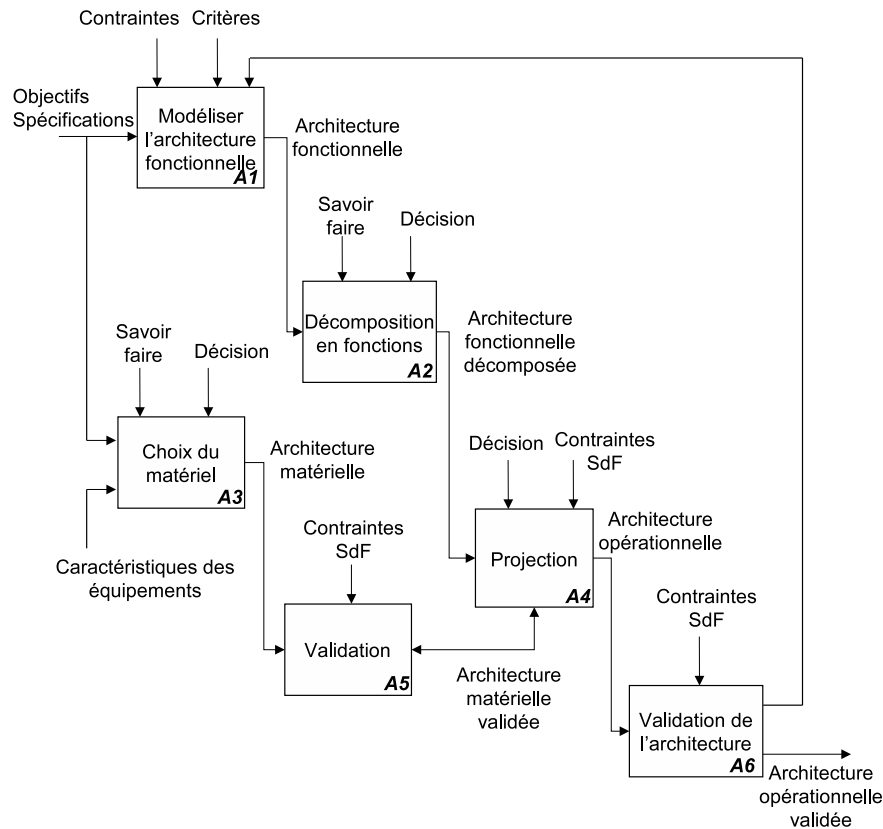 Contraintes
Critères
Objectifs
Spécifications
Modéliser
l'architecture
fonctionnelle
A1
Architecture
fonctionnelle
Savoir
faire
Décision
Décomposition
en fonctions
A2
Architecture
fonctionnelle
décomposée
Savoir
faire
Décision
Choix du
matériel
A3
Architecture
matérielle
Caractéristiques des
équipements
Décision
Contraintes
SdF
Projection
A4
Architecture
opérationnelle
Contraintes
SdF
Validation
A5
Architecture
matérielle
validée
Contraintes
SdF
Validation de
l'architecture
A6
Architecture
opérationnelle
validée